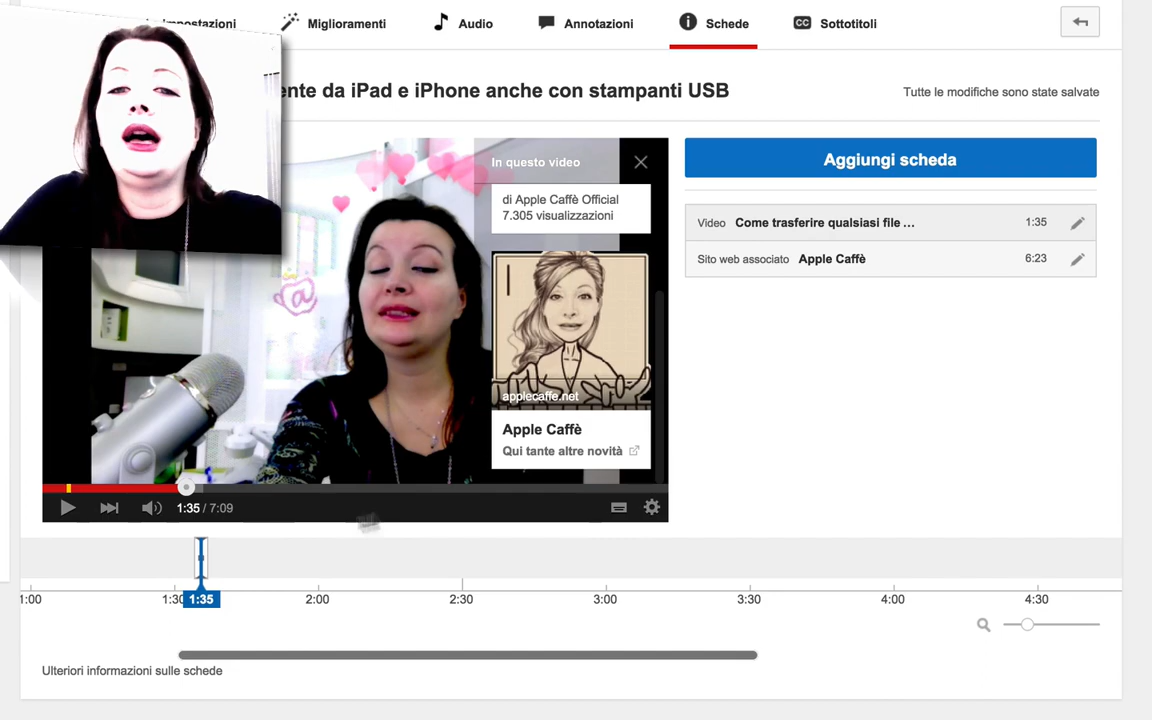 Impostazioni
Miglioramenti
Audio
Annotazioni
Schede
CC Sottotitoli
da iPad e iPhone anche con stampanti USB
Tutte le modifiche sono state salvate
In questo video
di Apple Caffè Official
7.305 visualizzazioni
applecaffe.net
Apple Caffè
Qui tante altre novità
1:35 / 7:09
Aggiungi scheda
Video Come trasferire qualsiasi file ... 1:35
Sito web associato Apple Caffè 6:23
1:00 1:30 1:35 2:00 2:30 3:00 3:30 4:00 4:30
Ulteriori informazioni sulle schede